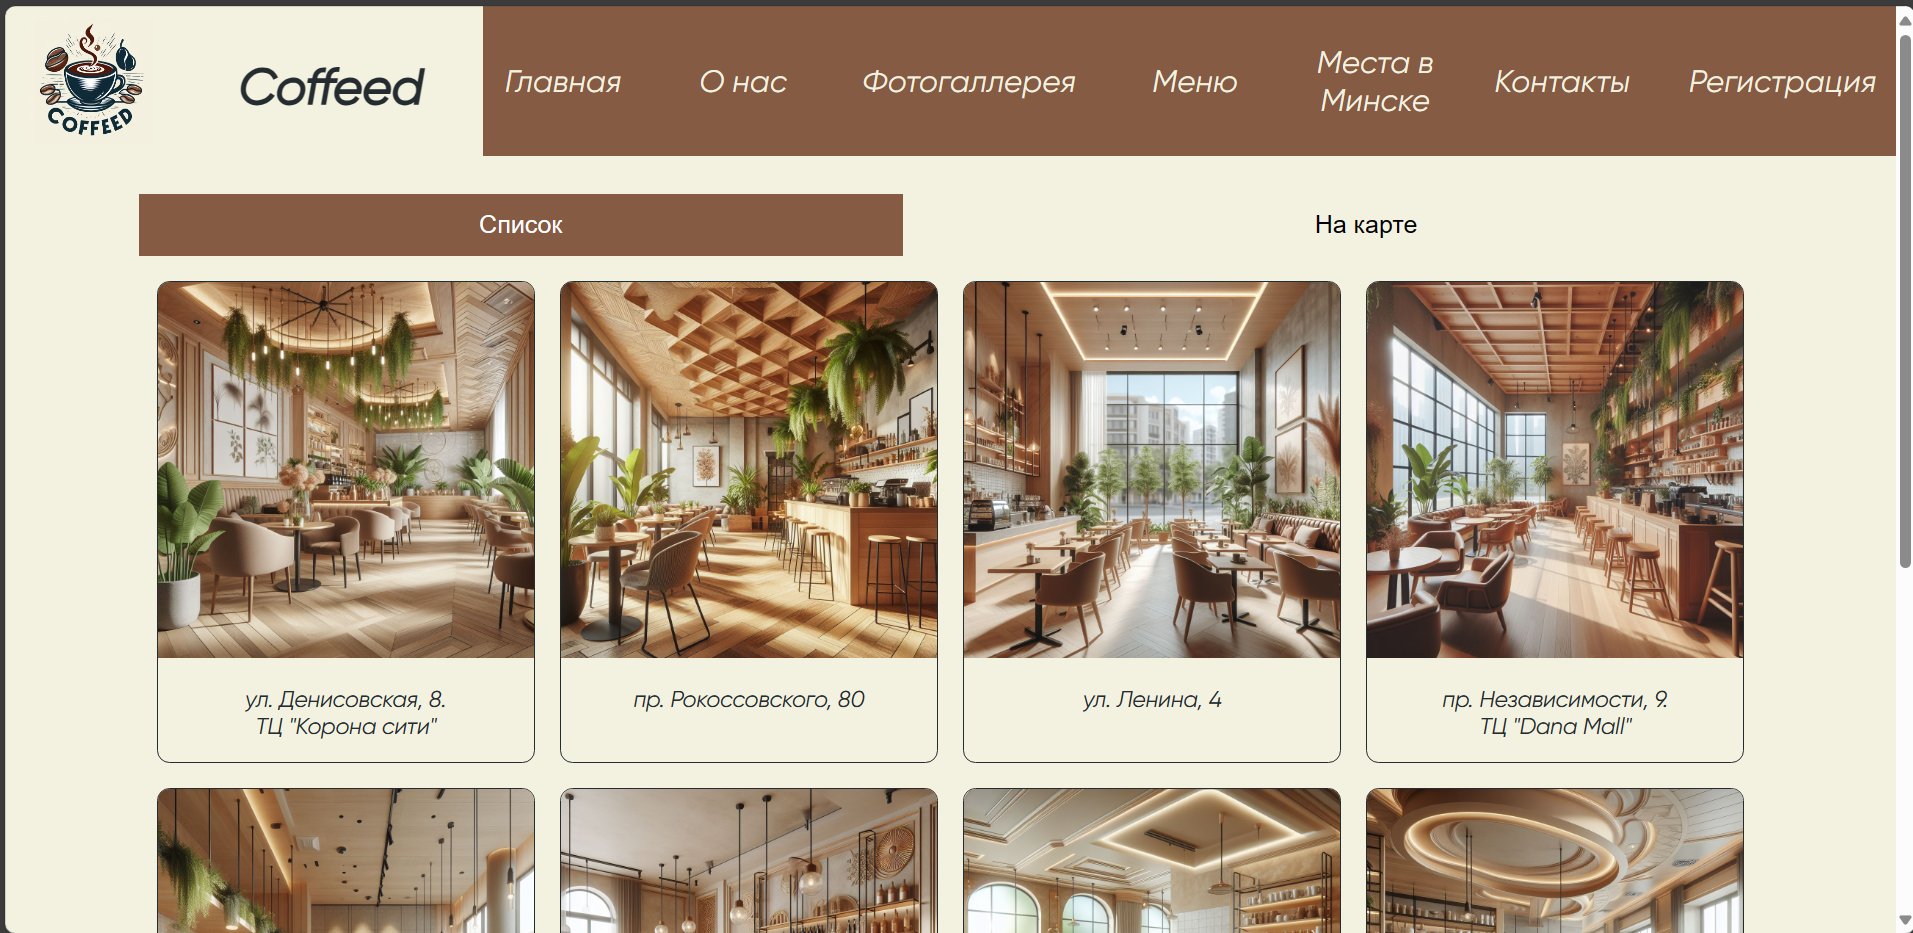 COFFEED
Coffeed
Главная
О нас
Фотогаллерея
Меню
Места в
Минске
Контакты
Регистрация
Список
На карте
ул. Денисовская, 8.
ТЦ "Корона сити"
пр. Рокоссовского, 80
ул. Ленина, 4
пр. Независимости, 9.
ТЦ "Dana Mall"